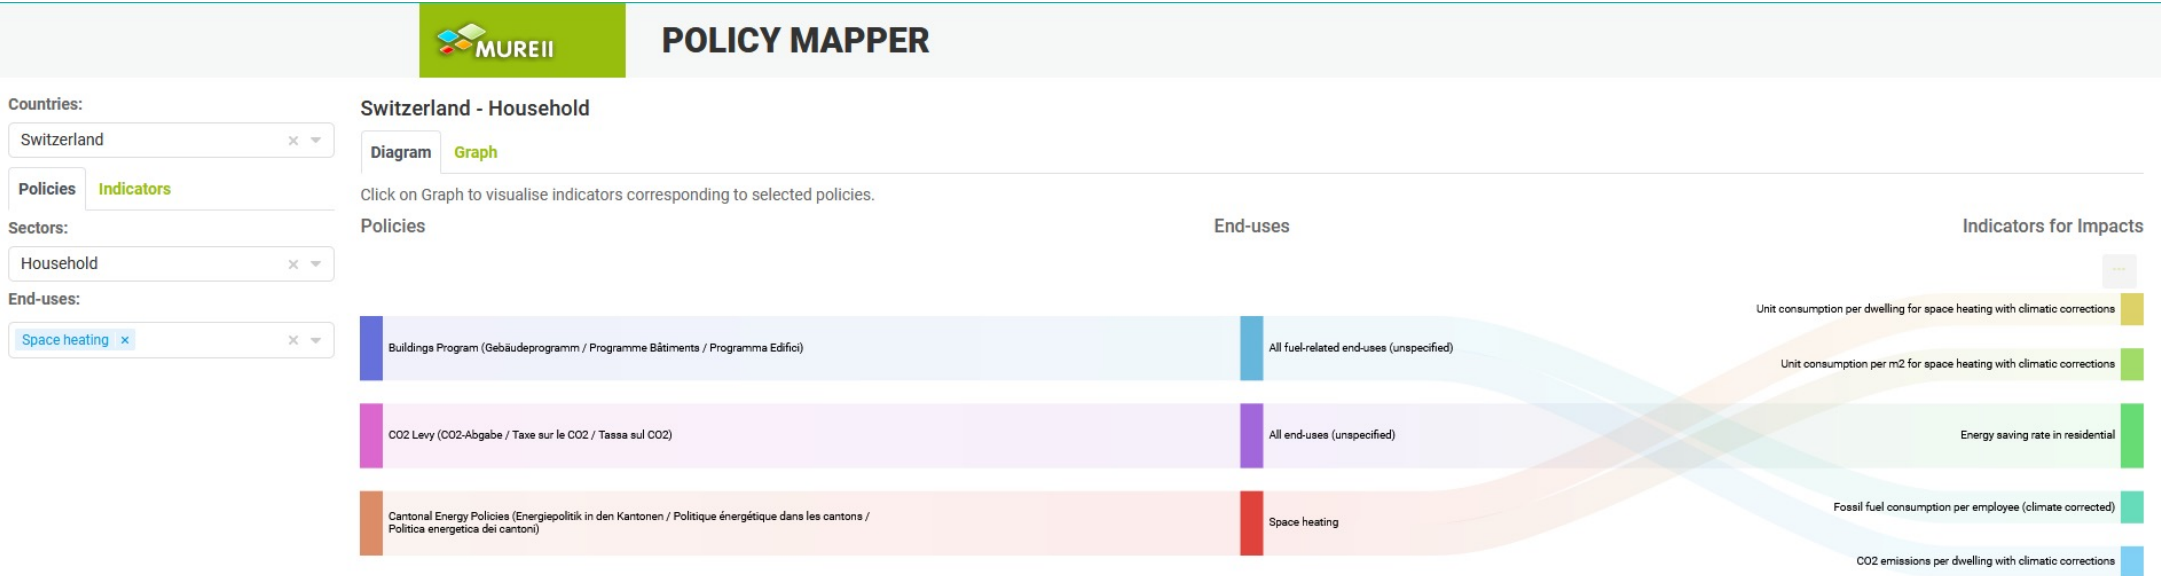 MUREII
POLICY MAPPER
Countries:
Switzerland
Policies Indicators
Sectors:
Household
End-uses:
Space heating ×
Switzerland - Household
Diagram Graph
Click on Graph to visualise indicators corresponding to selected policies.
Policies End-uses Indicators for Impacts
Buildings Program (Gebäudeprogramm / Programme Bâtiments / Programma Edifici)
CO2 Levy (CO2-Abgabe / Taxe sur le CO2 / Tassa sul CO2)
Cantonal Energy Policies (Energiepolitik in den Kantonen / Politique énergétique dans les cantons /
Politica energetica dei cantoni)
All fuel-related end-uses (unspecified)
All end-uses (unspecified)
Space heating
...
Unit consumption per dwelling for space heating with climatic corrections
Unit consumption per m2 for space heating with climatic corrections
Energy saving rate in residential
Fossil fuel consumption per employee (climate corrected)
CO2 emissions per dwelling with climatic corrections